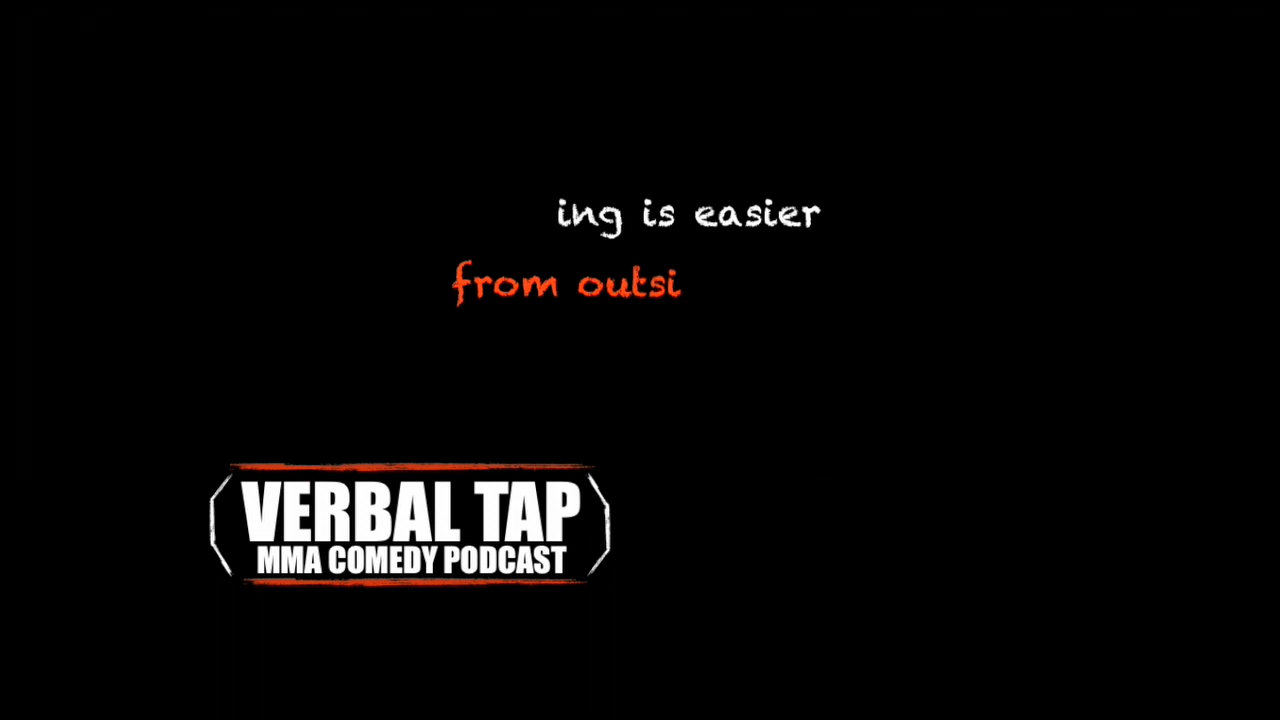 ing is easier
from outsi
VERBAL TAP
MMA COMEDY PODCAST